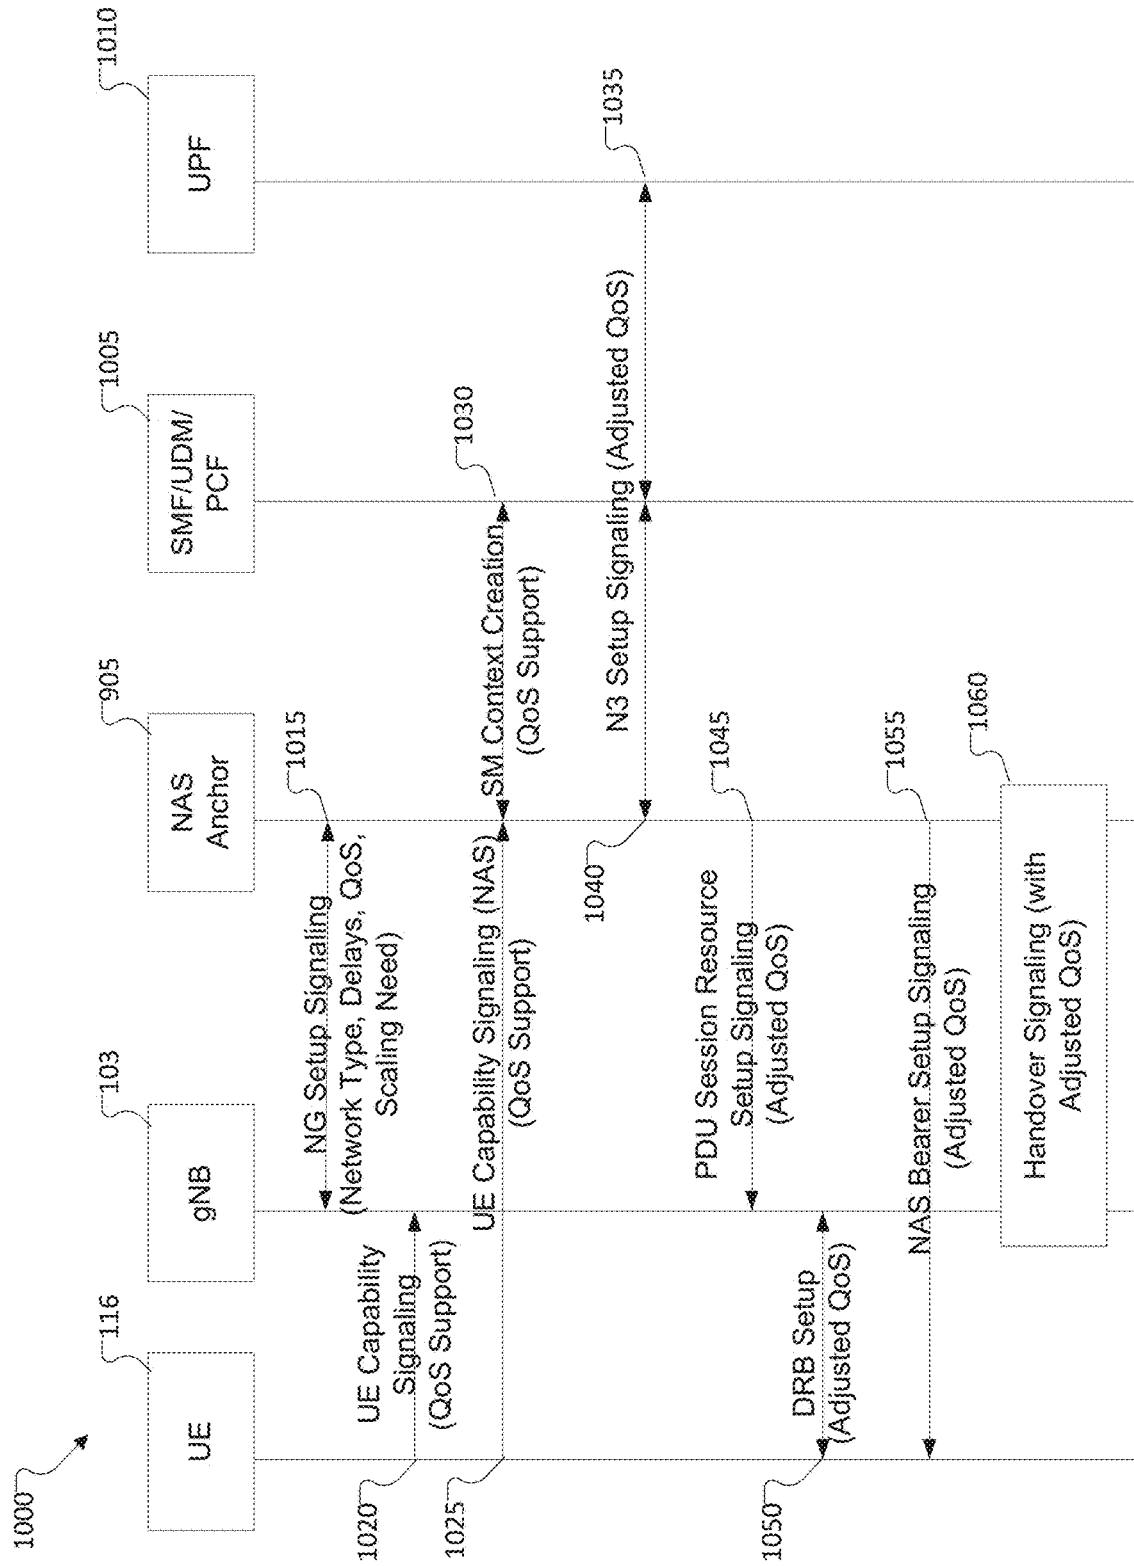 1000
116
103
905
1005
1010
UE
gNB
NAS
Anchor
SMF/UDM/
PCF
UPF
1015
NG Setup Signaling
(Network Type, Delays, QoS,
Scaling Need)
1020
UE Capability
Signaling
(QoS Support)
1025
UE Capability Signaling (NAS)
(QoS Support)
1030
SM Context Creation
(QoS Support)
1035
N3 Setup Signaling (Adjusted QoS)
1040
1045
PDU Session Resource
Setup Signaling
(Adjusted QoS)
1050
DRB Setup
(Adjusted QoS)
1055
NAS Bearer Setup Signaling
(Adjusted QoS)
1060
Handover Signaling (with
Adjusted QoS)